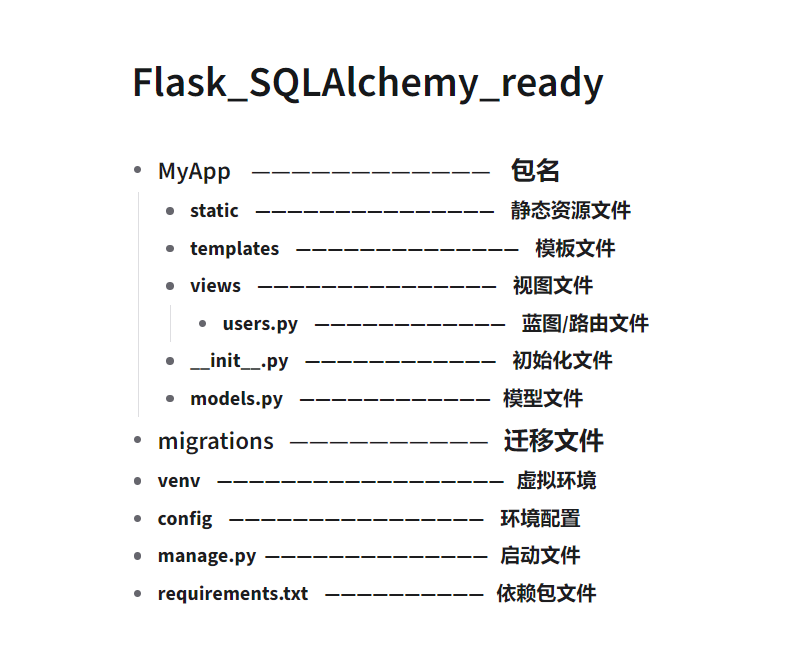 Flask_SQLAlchemy_ready
MyApp ———————————— 包名
static ———————————— 静态资源文件
templates ——————————— 模板文件
views ———————————— 视图文件
users.py —————————— 蓝图/路由文件
__init__.py —————————— 初始化文件
models.py —————————— 模型文件
migrations —————————— 迁移文件
venv —————————————— 虚拟环境
config ————————————— 环境配置
manage.py ——————————— 启动文件
requirements.txt ———————— 依赖包文件